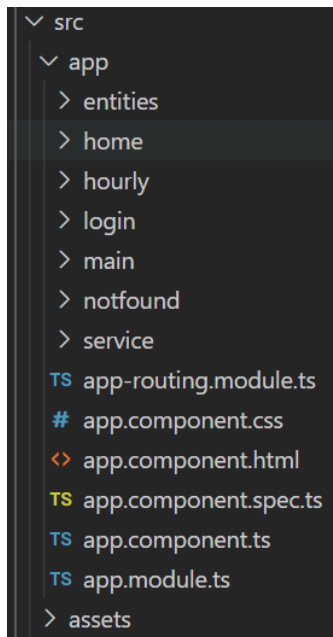 src
app
entities
home
hourly
login
main
notfound
service
TS app-routing.module.ts
# app.component.css
<> app.component.html
TS app.component.spec.ts
TS app.component.ts
TS app.module.ts
assets